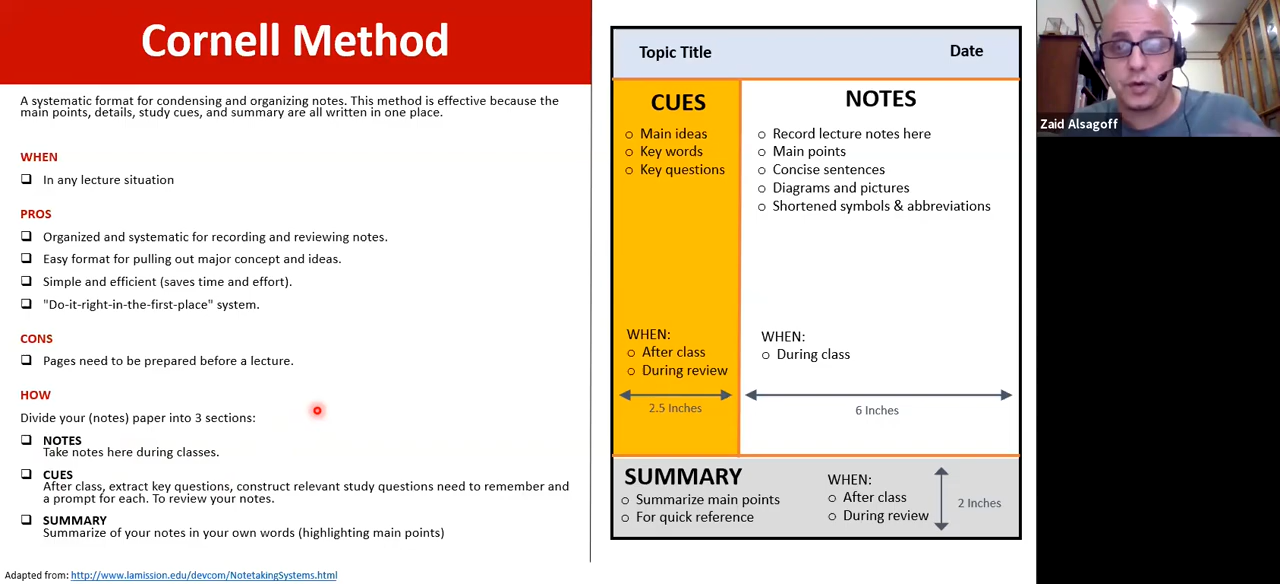 Cornell Method
A systematic format for condensing and organizing notes. This method is effective because the
main points, details, study cues, and summary are all written in one place.
WHEN
In any lecture situation
PROS
Organized and systematic for recording and reviewing notes.
Easy format for pulling out major concept and ideas.
Simple and efficient (saves time and effort).
"Do-it-right-in-the-first-place" system.
CONS
Pages need to be prepared before a lecture.
HOW
Divide your (notes) paper into 3 sections:
NOTES
Take notes here during classes.
CUES
After class, extract key questions, construct relevant study questions need to remember and
a prompt for each. To review your notes.
SUMMARY
Summarize of your notes in your own words (highlighting main points)
Adapted from: http://www.lamission.edu/devcom/NotetakingSystems.html
Topic Title
Date
CUES
Main ideas
Key words
Key questions
WHEN:
After class
During review
2.5 Inches
NOTES
Record lecture notes here
Main points
Concise sentences
Diagrams and pictures
Shortened symbols & abbreviations
WHEN:
During class
6 Inches
SUMMARY
Summarize main points
For quick reference
WHEN:
After class
During review
2 Inches
Zaid Alsagoff